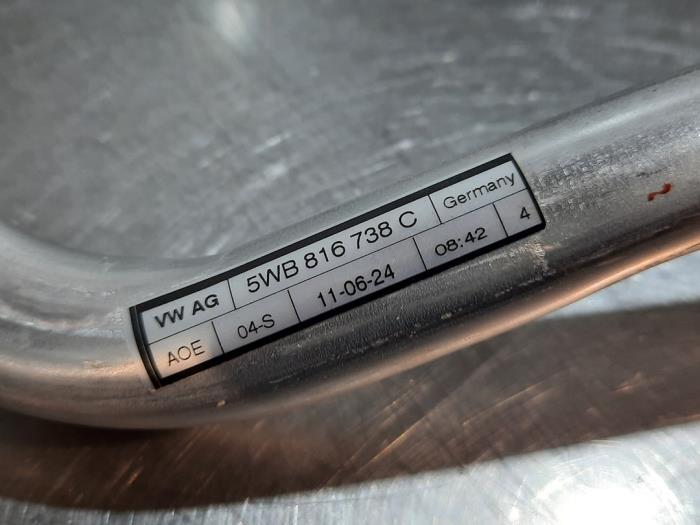 VW AG 5WB 816 738 C Germany
AOE 04-S 11-06-24 08:42 4